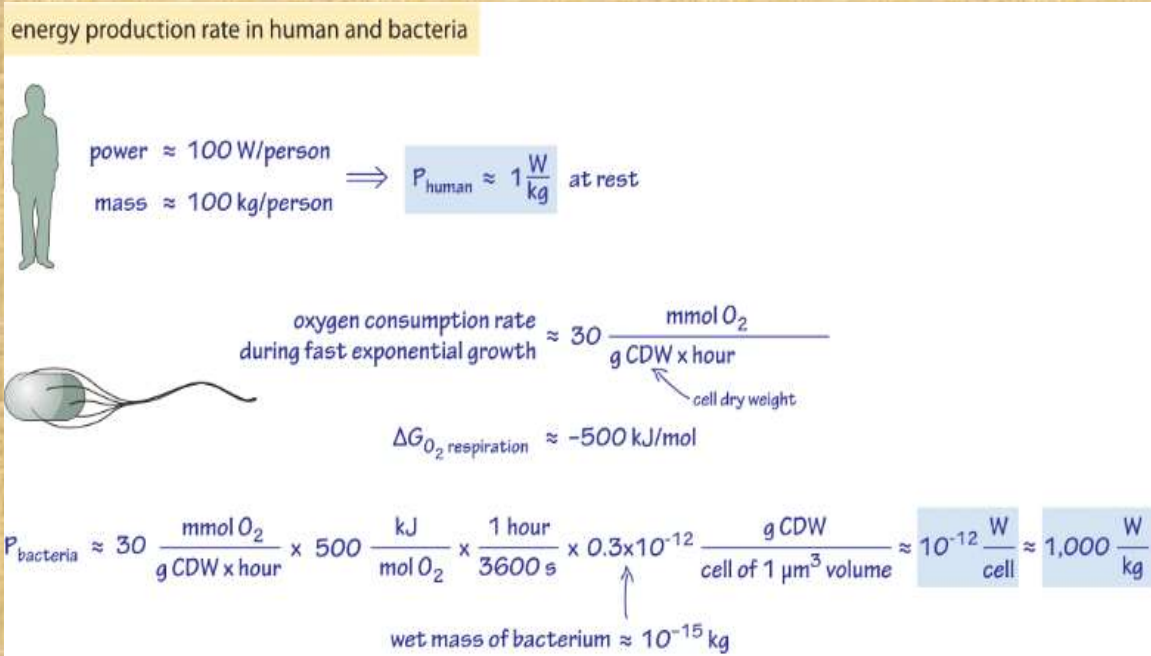 energy production rate in human and bacteria
power ≈ 100 W/person
mass ≈ 100 kg/person
⟹ P_human ≈ 1 W/kg at rest
oxygen consumption rate
during fast exponential growth ≈ 30 mmol O₂ / g CDW x hour
cell dry weight
ΔG_O₂ respiration ≈ -500 kJ/mol
P_bacteria ≈ 30 mmol O₂ / g CDW x hour x 500 kJ / mol O₂ x 1 hour / 3600 s x 0.3x10⁻¹² g CDW / cell of 1 μm³ volume ≈ 10⁻¹² W / cell ≈ 1,000 W / kg
wet mass of bacterium ≈ 10⁻¹⁵ kg